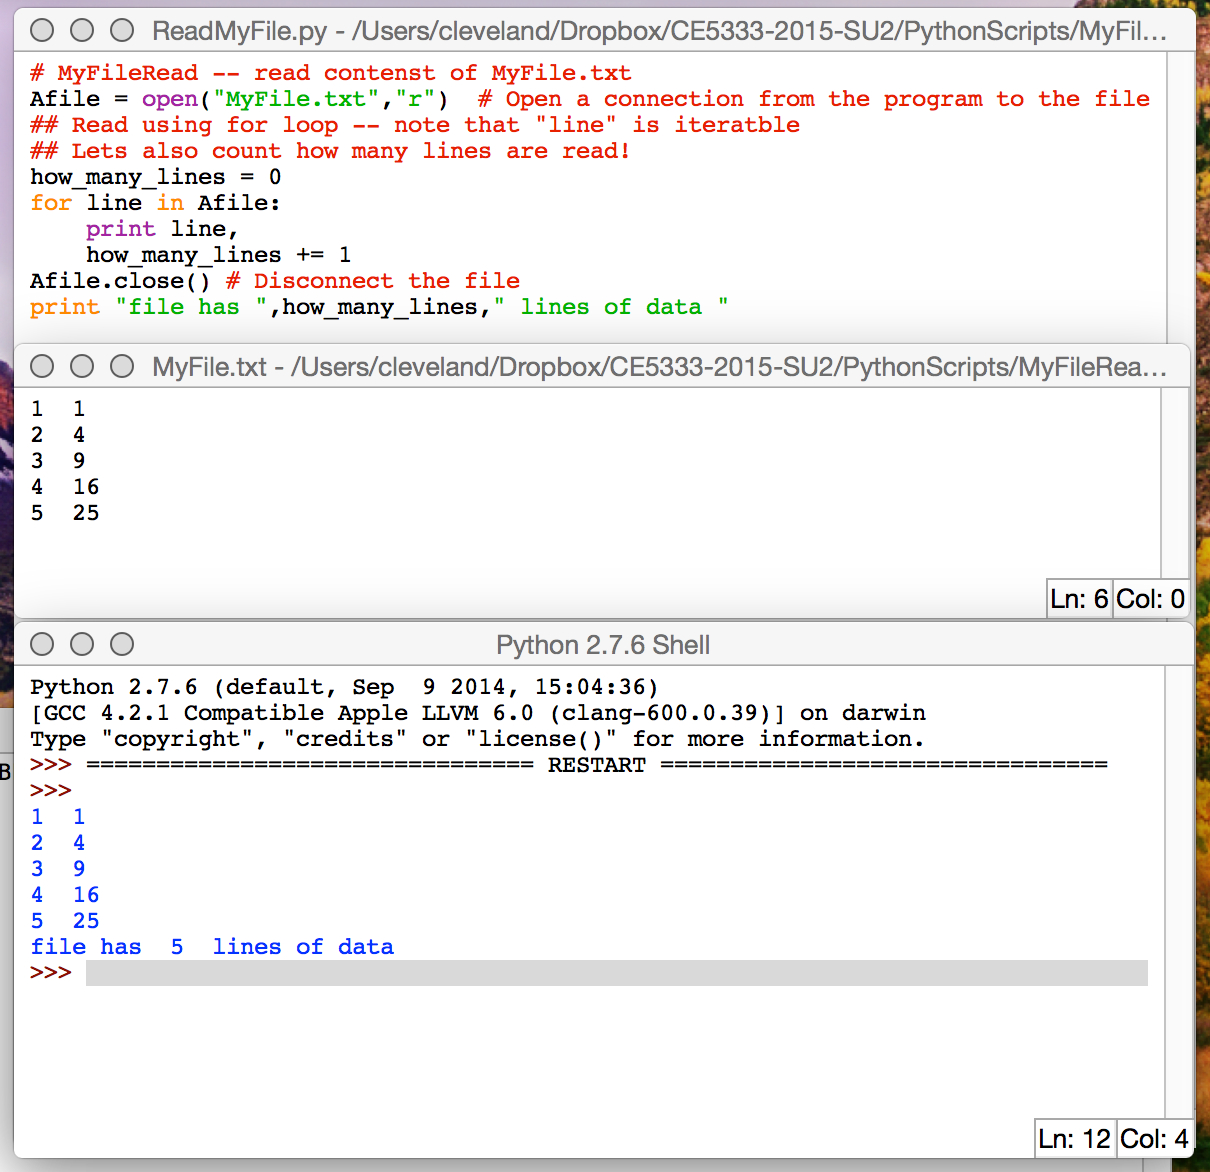 ReadMyFile.py - /Users/cleveland/Dropbox/CE5333-2015-SU2/PythonScripts/MyFil...
# MyFileRead -- read contenst of MyFile.txt
Afile = open("MyFile.txt","r")  # Open a connection from the program to the file
## Read using for loop -- note that "line" is iteratble
## Lets also count how many lines are read!
how_many_lines = 0
for line in Afile:
    print line,
    how_many_lines += 1
Afile.close() # Disconnect the file
print "file has ",how_many_lines," lines of data "
MyFile.txt - /Users/cleveland/Dropbox/CE5333-2015-SU2/PythonScripts/MyFileRea...
1  1
2  4
3  9
4  16
5  25
Ln: 6 Col: 0
Python 2.7.6 Shell
Python 2.7.6 (default, Sep  9 2014, 15:04:36)
[GCC 4.2.1 Compatible Apple LLVM 6.0 (clang-600.0.39)] on darwin
Type "copyright", "credits" or "license()" for more information.
>>> ================================ RESTART ================================
>>>
1  1
2  4
3  9
4  16
5  25
file has  5  lines of data
>>>
Ln: 12 Col: 4
B